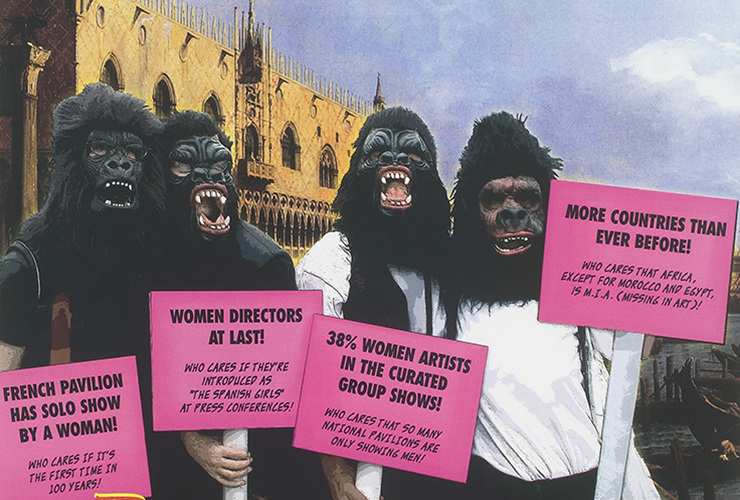 FRENCH PAVILION
HAS SOLO SHOW
BY A WOMAN!
WHO CARES IF IT'S
THE FIRST TIME IN
100 YEARS!
WOMEN DIRECTORS
AT LAST!
WHO CARES IF THEY'RE
INTRODUCED AS
"THE SPANISH GIRLS"
AT PRESS CONFERENCES!
38% WOMEN ARTISTS
IN THE CURATED
GROUP SHOWS!
WHO CARES THAT SO MANY
NATIONAL PAVILIONS ARE
ONLY SHOWING MEN!
MORE COUNTRIES THAN
EVER BEFORE!
WHO CARES THAT AFRICA,
EXCEPT FOR MOROCCO AND EGYPT,
IS M.I.A. (MISSING IN ART)!